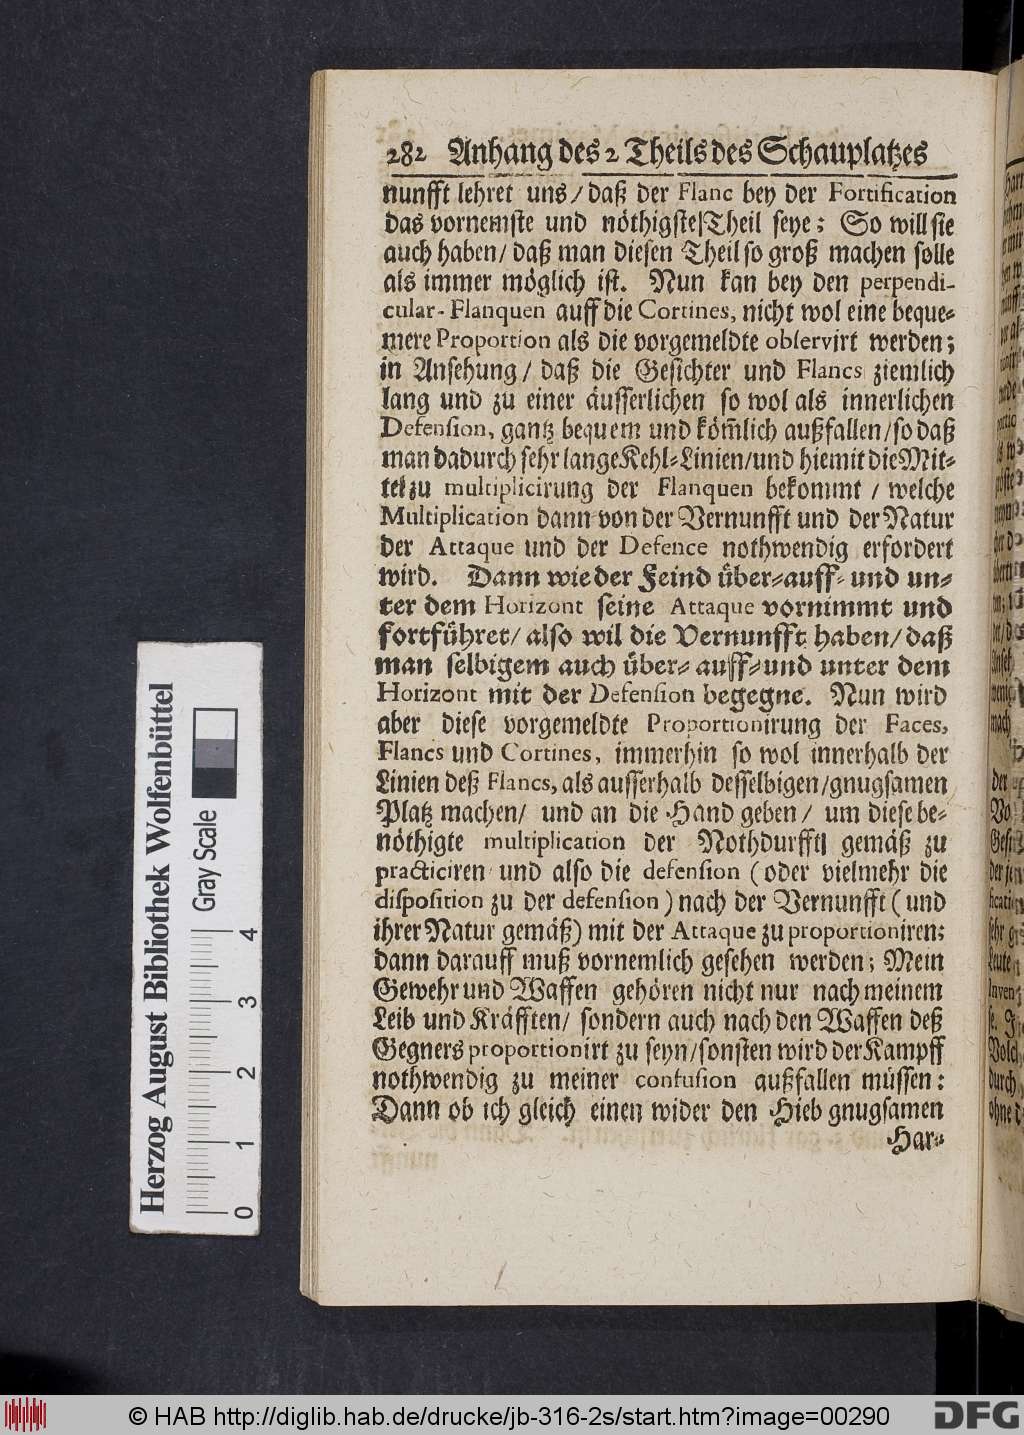 282 Anhang des 2 Theils des Schauplatzes
nunfft lehret uns / daß der Flanc bey der Fortification
das vornemste und nöthigste Theil seye; So will sie
auch haben / daß man diesen Theil so groß machen solle
als immer möglich ist. Nun kan bey den perpendi-
cular-Flanquen auff die Cortines, nicht wol eine beque-
mere Proportion als die vorgemeldte observirt werden;
in Ansehung / daß die Gesichter und Flancs ziemlich
lang und zu einer äusserlichen so wol als innerlichen
Defension, gantz bequem und köm̃lich außfallen / so daß
man dadurch sehr lange Kehl-Linien / und hiemit die Mit-
tel zu multiplicirung der Flanquen bekommt / welche
Multiplication dann von der Vernunfft und der Natur
der Attaque und der Defence nothwendig erfordert
wird. Dann wie der Feind über-auff- und un-
ter dem Horizont seine Attaque vornimmt und
fortführet / also wil die Vernunfft haben / daß
man selbigem auch über- auff- und unter dem
Horizont mit der Defension begegne. Nun wird
aber diese vorgemeldte Proportionirung der Faces,
Flancs und Cortines, immerhin so wol innerhalb der
Linien deß Flancs, als ausserhalb desselbigen / gnugsamen
Platz machen / und an die Hand geben / um diese be-
nöthigte multiplication der Nothdurfft gemäß zu
practiciren und also die defension (oder vielmehr die
disposition zu der defension) nach der Vernunfft (und
ihrer Natur gemäß) mit der Attaque zu proportioniren;
dann darauff muß vornemlich gesehen werden; Mein
Gewehr und Waffen gehören nicht nur nach meinem
Leib und Kräfften / sondern auch nach den Waffen deß
Gegners proportionirt zu seyn / sonsten wird der Kampff
nothwendig zu meiner confusion außfallen müssen:
Dann ob ich gleich einen wider den Hieb gnugsamen
Har-
Herzog August Bibliothek Wolfenbüttel
Gray Scale
0 1 2 3 4
© HAB http://diglib.hab.de/drucke/jb-316-2s/start.htm?image=00290
DFG